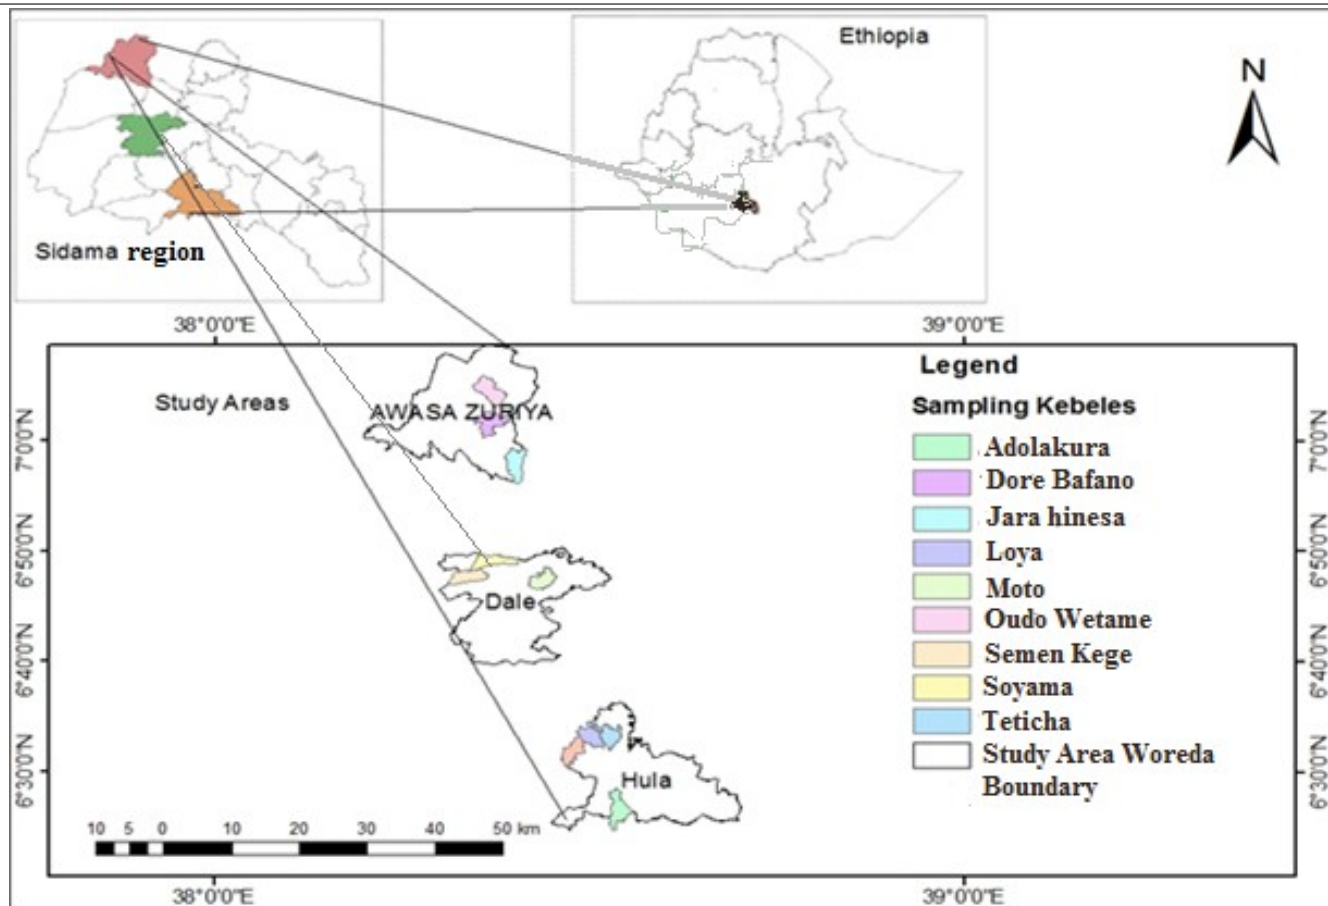 Ethiopia
N
Sidama region
38°0'0"E
39°0'0"E
Study Areas
AWASA ZURIYA
Dale
Hula
7°0'0"N
6°50'0"N
6°40'0"N
6°30'0"N
7°0'0"N
6°50'0"N
6°40'0"N
6°30'0"N
Legend
Sampling Kebeles
Adolakura
Dore Bafano
Jara hinesa
Loya
Moto
Oudo Wetame
Semen Kege
Soyama
Teticha
Study Area Woreda
Boundary
10 5 0 10 20 30 40 50 km
38°0'0"E
39°0'0"E